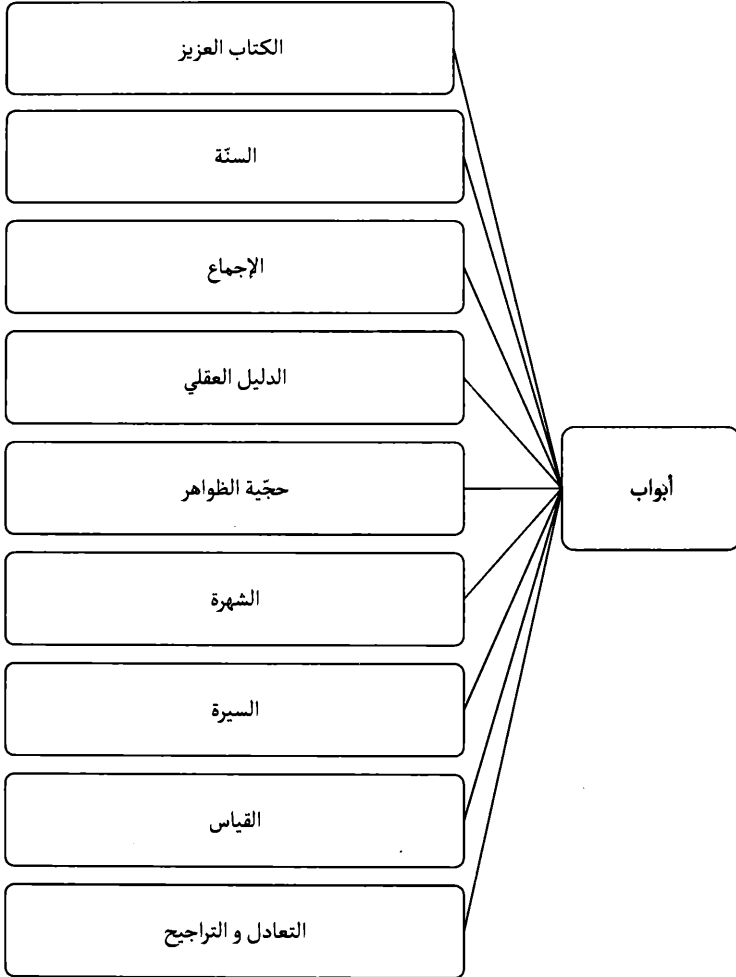 أبواب
الكتاب العزيز
السنّة
الإجماع
الدليل العقلي
حجّية الظواهر
الشهرة
السيرة
القياس
التعادل و التراجيح